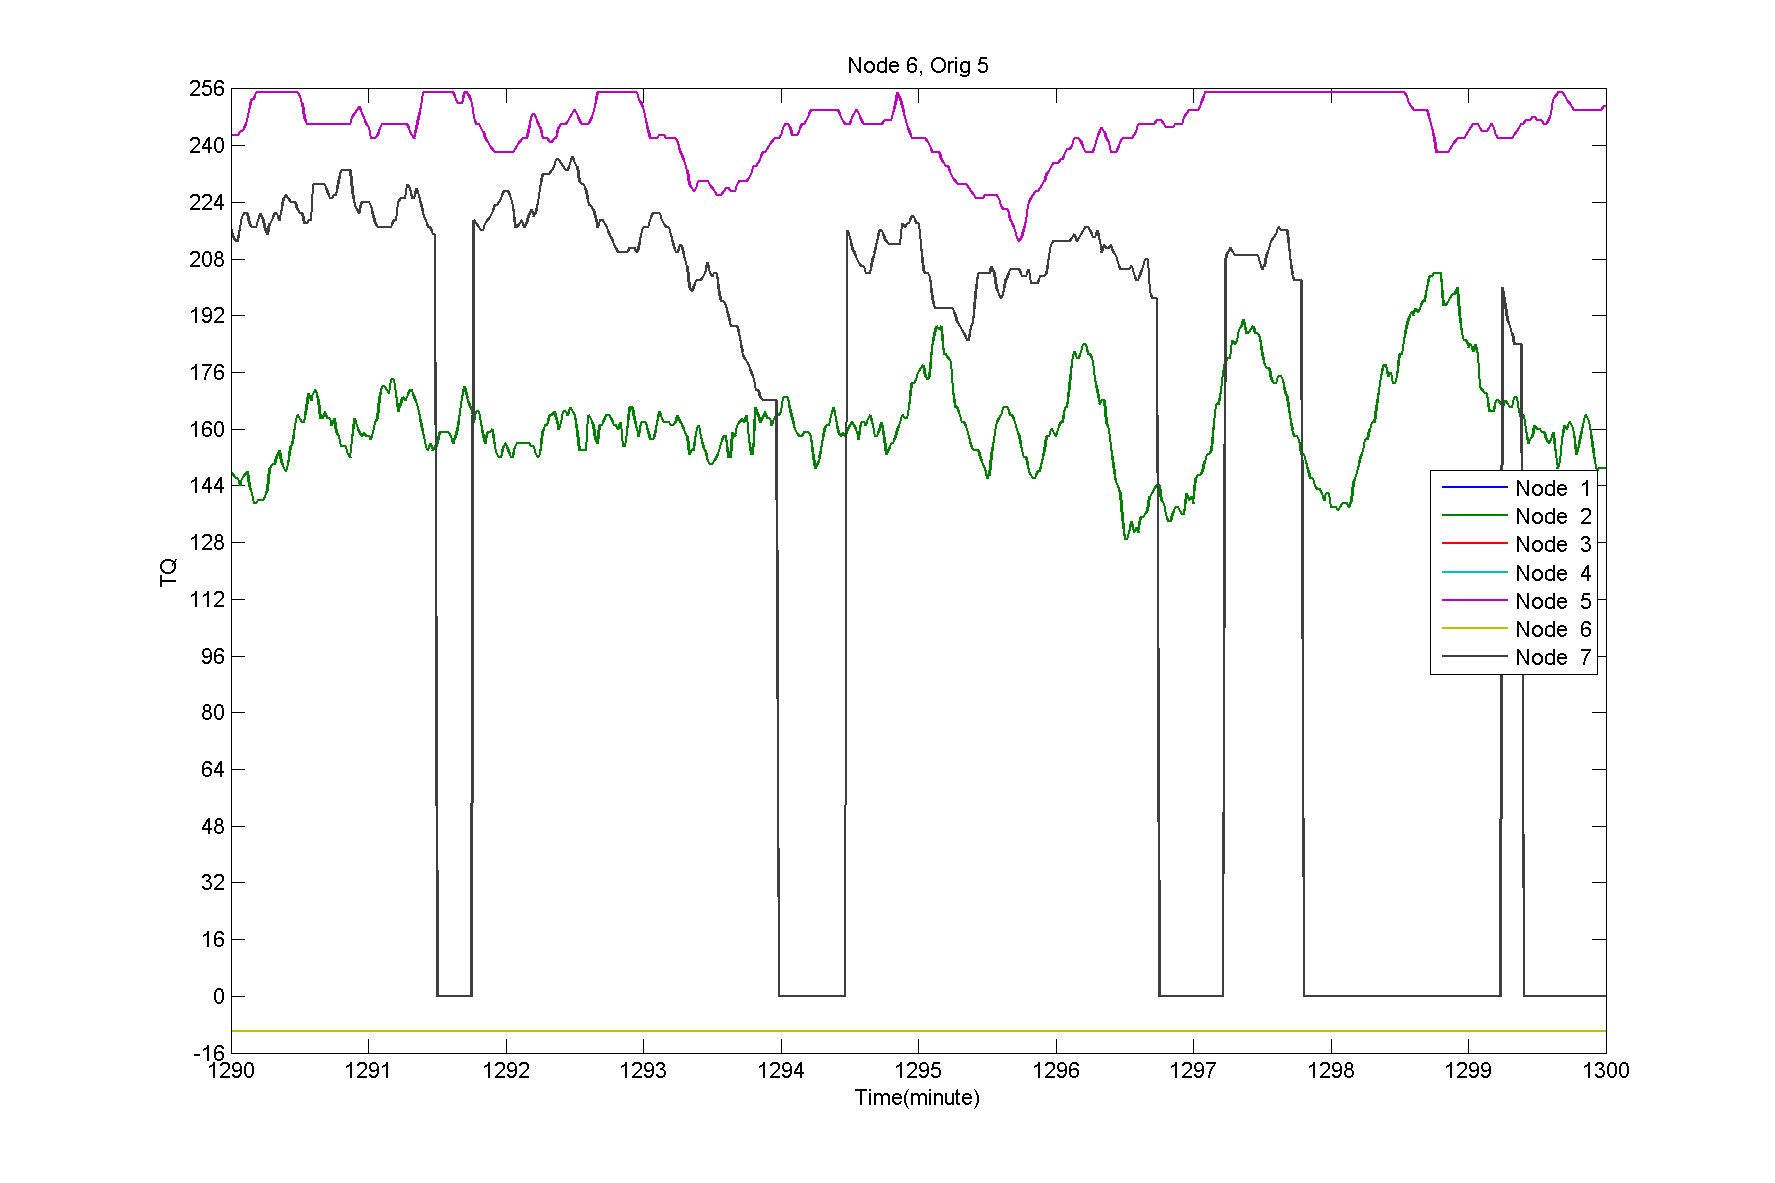 Node 6, Orig 5
256
240
224
208
192
176
160
144
128
112
96
80
64
48
32
16
0
-16
TQ
Node 1
Node 2
Node 3
Node 4
Node 5
Node 6
Node 7
1290 1291 1292 1293 1294 1295 1296 1297 1298 1299 1300
Time(minute)